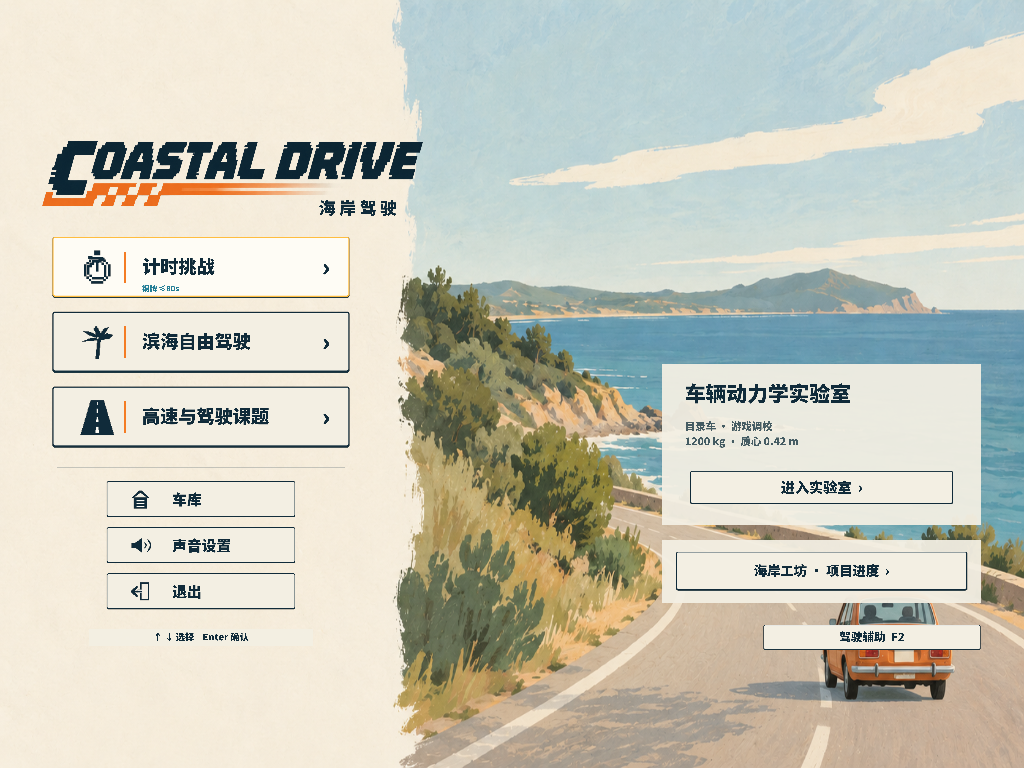 COASTAL DRIVE
海岸驾驶
计时挑战 ›
铜牌 ≤ 80s
滨海自由驾驶 ›
高速与驾驶课题 ›
车库
声音设置
退出
↑ ↓ 选择 Enter 确认
车辆动力学实验室
目录车 · 游戏调校
1200 kg · 质心 0.42 m
进入实验室 ›
海岸工坊 · 项目进度 ›
驾驶辅助 F2